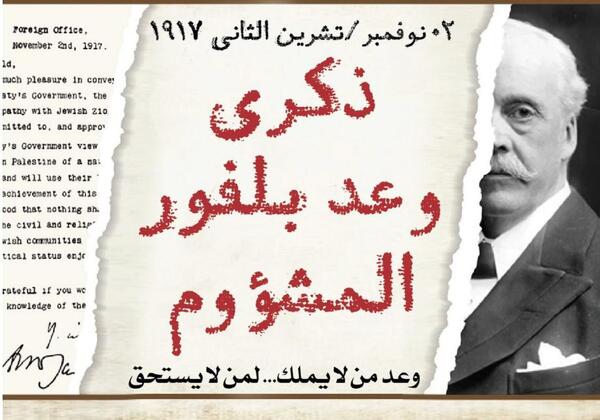 ٠٢ نوفمبر /تشرين الثانى ١٩١٧
ذكرى
وعد بلفور
المشؤوم
وعد من لا يملك... لمن لا يستحق
Foreign Office,
November 2nd, 1917.
ld,
much pleasure in conve
sty's Government, the
pathy with Jewish Zio
mitted to, and approv
y's Government view
n Palestine of a na
and will use their
achievement of this
ood that nothing sha
he civil and relig
wish communities
tical status enjo
rateful if you wo
knowledge of the